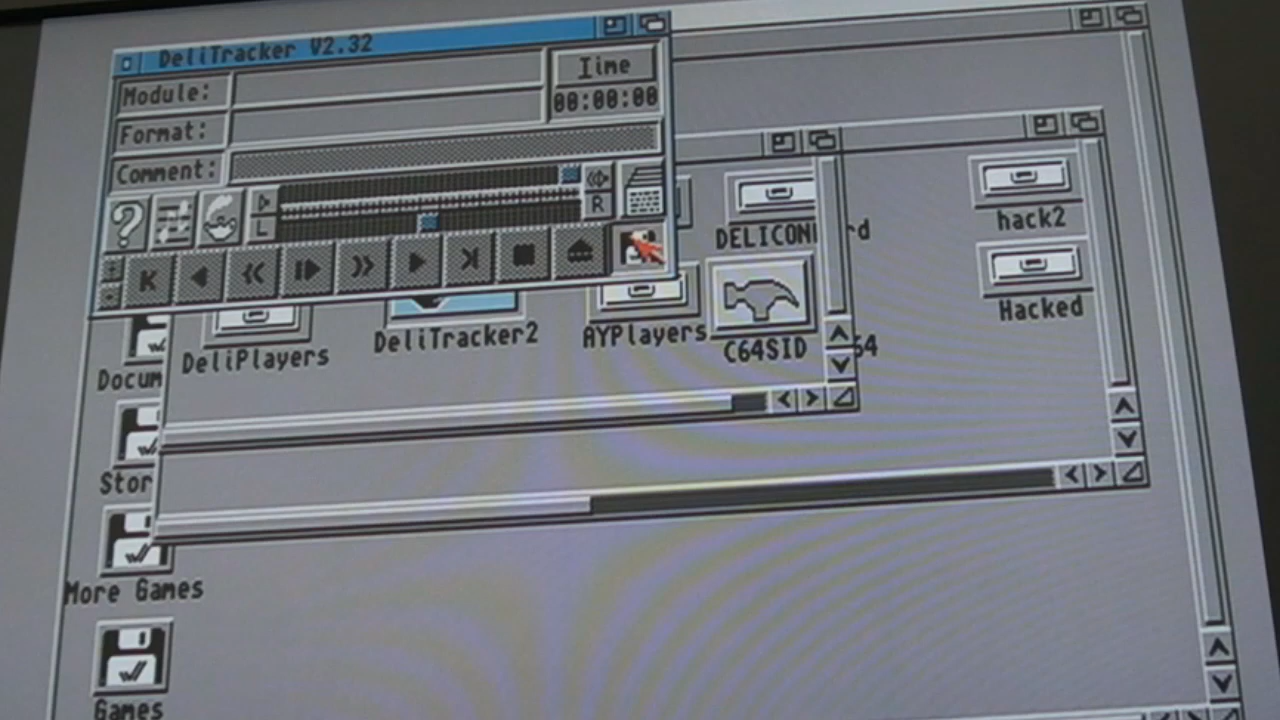 DeliTracker V2.32
Module:
Time
00:00:00
Format:
Comment:
R
L
hack2
Hacked
DeliPlayers
DeliTracker2
AYPlayers
C64SID
More Games
Games